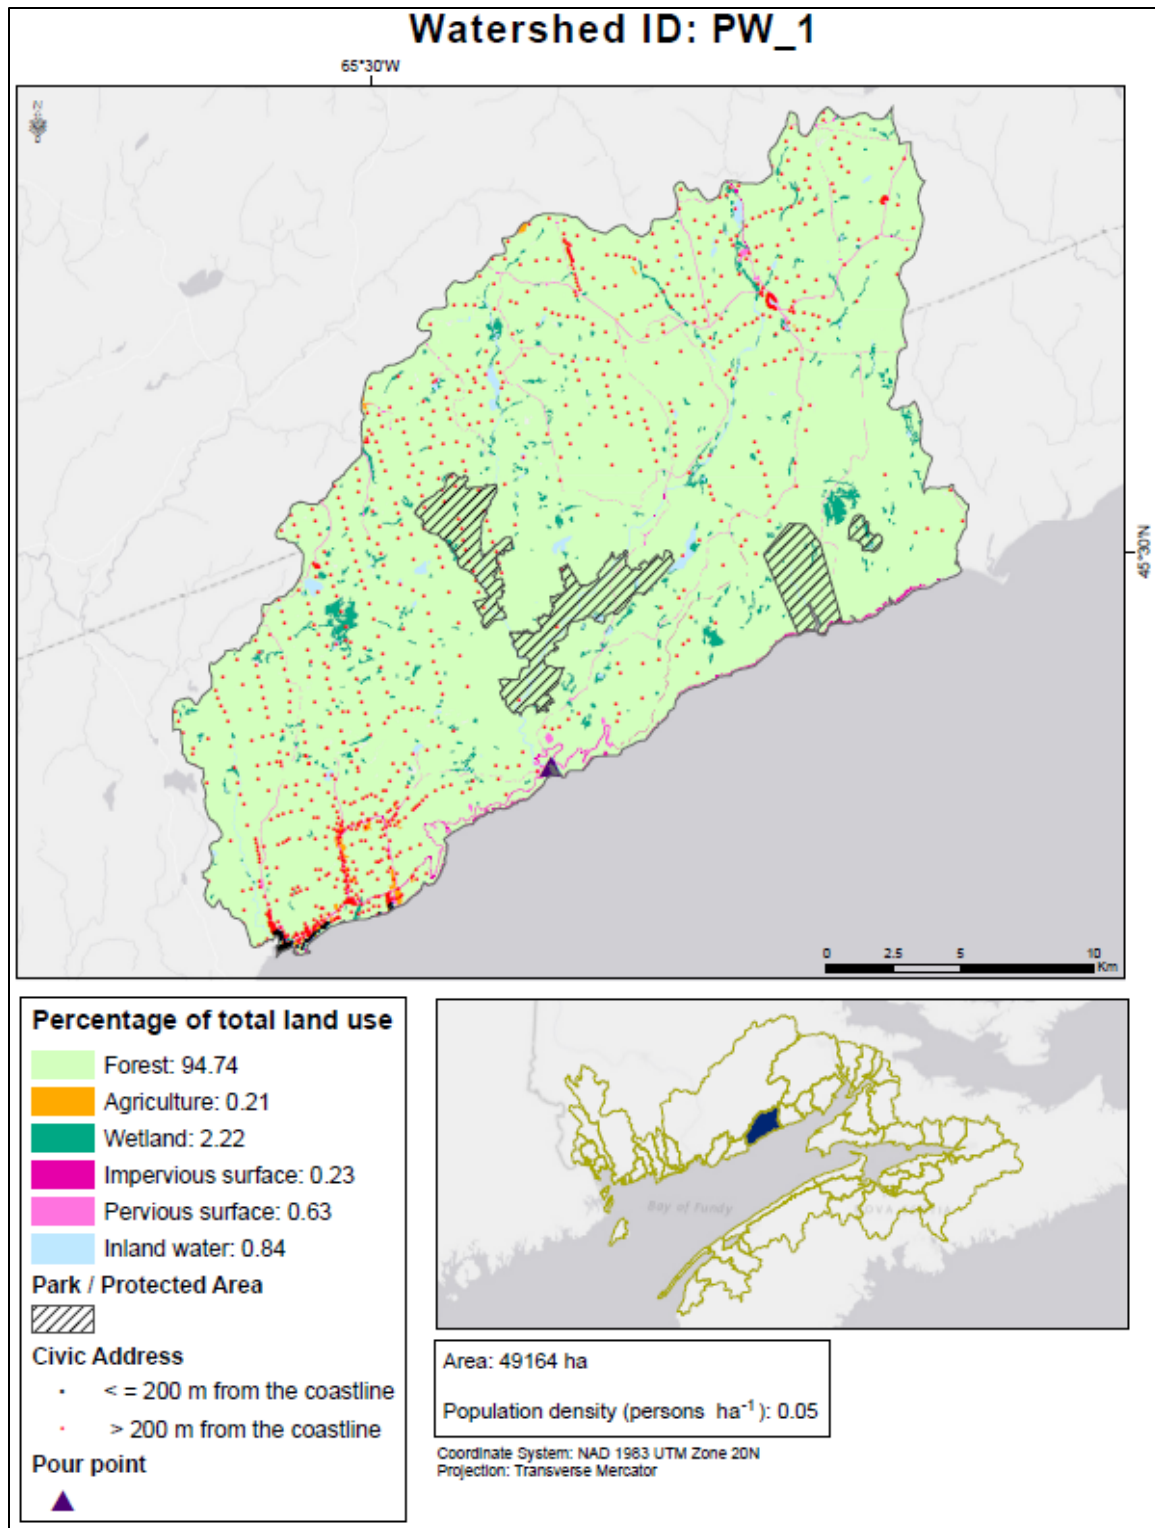 Watershed ID: PW_1
65°30'W
N
45°30'N
0 2.5 5 10
Km
Percentage of total land use
Forest: 94.74
Agriculture: 0.21
Wetland: 2.22
Impervious surface: 0.23
Pervious surface: 0.63
Inland water: 0.84
Park / Protected Area
Civic Address
< = 200 m from the coastline
> 200 m from the coastline
Pour point
Bay of Fundy
NOVA SCOTIA
Area: 49164 ha
Population density (persons ha⁻¹): 0.05
Coordinate System: NAD 1983 UTM Zone 20N
Projection: Transverse Mercator